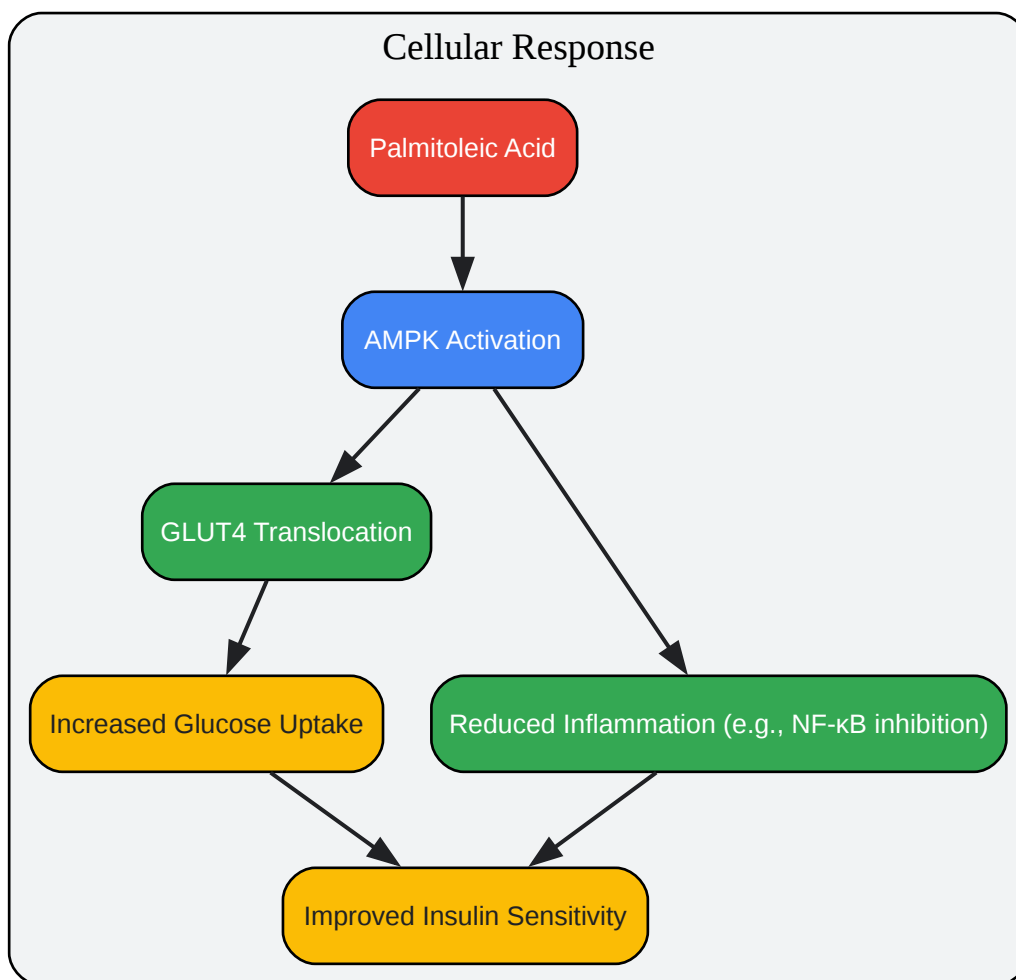 Cellular Response
Palmitoleic Acid
AMPK Activation
GLUT4 Translocation
Increased Glucose Uptake
Reduced Inflammation (e.g., NF-κB inhibition)
Improved Insulin Sensitivity